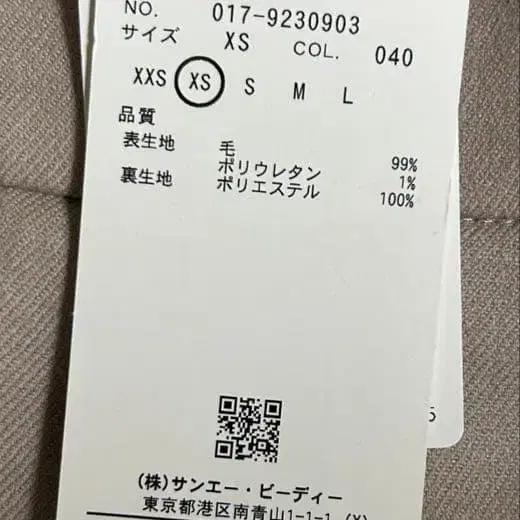 NO. 017-9230903
サイズ XS COL. 040
XXS XS S M L
品質
表生地 毛 99%
ポリウレタン 1%
裏生地 ポリエステル 100%
5
(株)サンエー・ビーディー
東京都港区南青山1-1-1 (X)